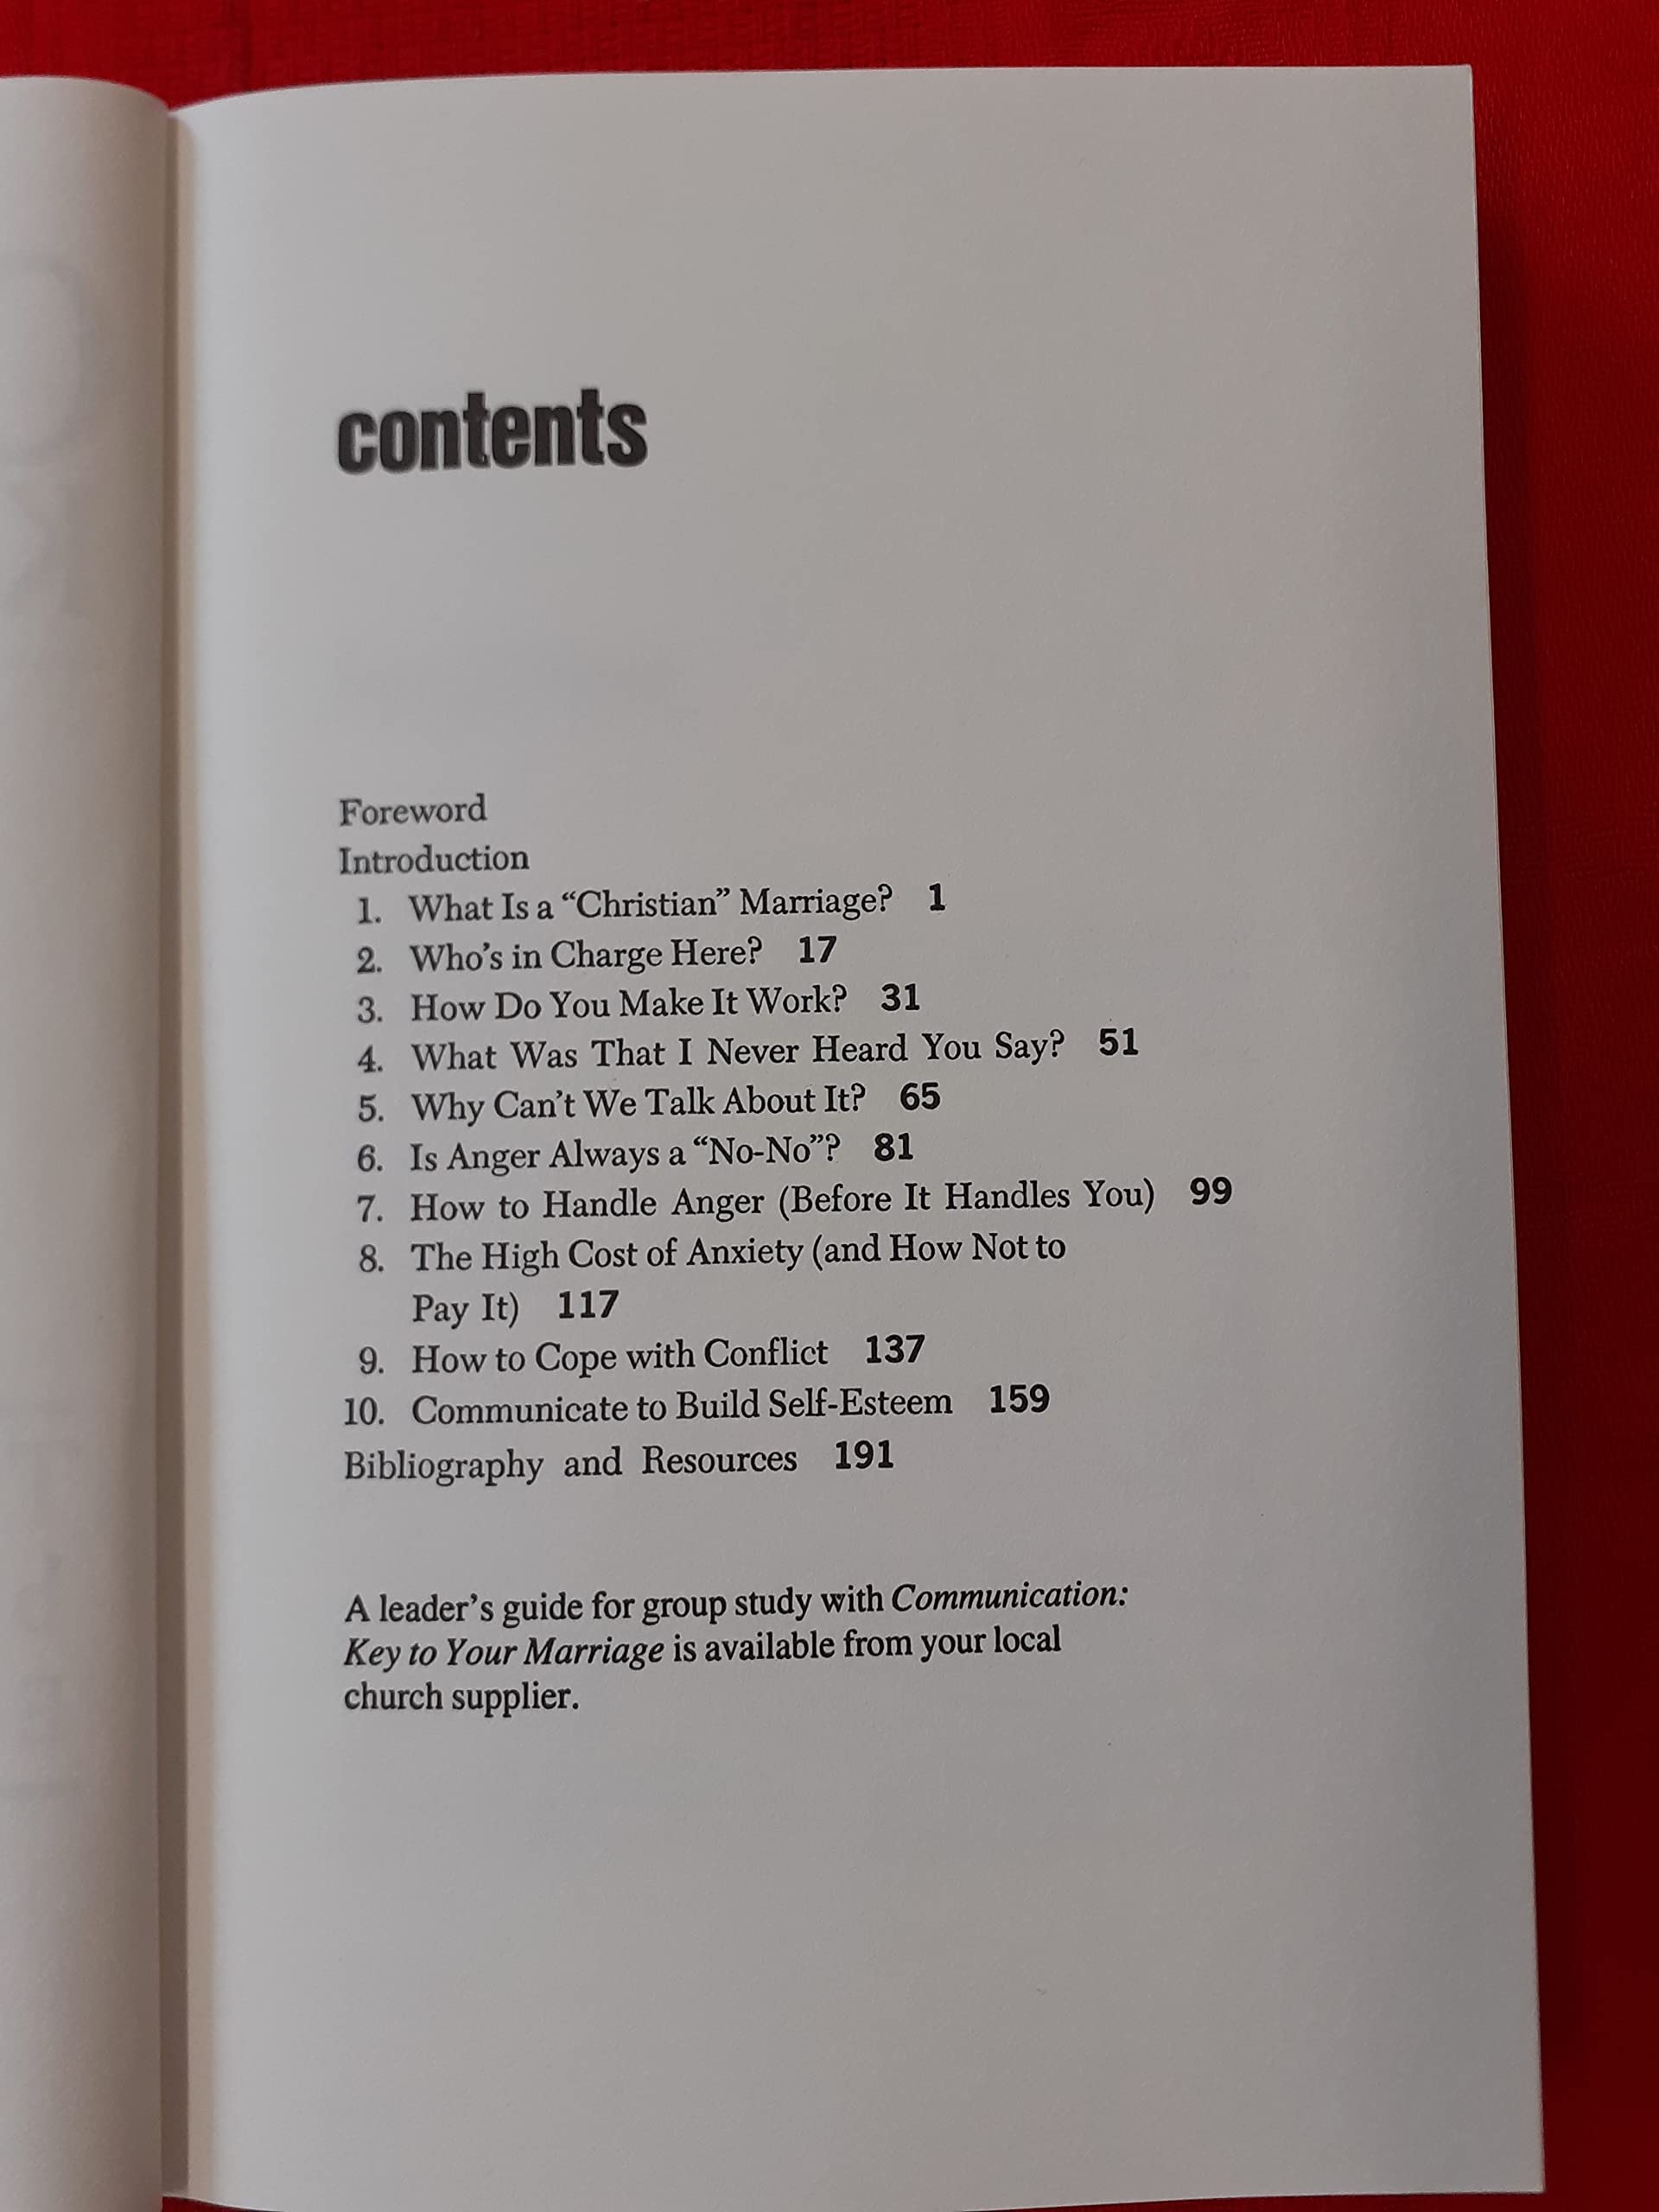 contents
Foreword
Introduction
1. What Is a “Christian” Marriage? 1
2. Who’s in Charge Here? 17
3. How Do You Make It Work? 31
4. What Was That I Never Heard You Say? 51
5. Why Can’t We Talk About It? 65
6. Is Anger Always a “No-No”? 81
7. How to Handle Anger (Before It Handles You) 99
8. The High Cost of Anxiety (and How Not to
Pay It) 117
9. How to Cope with Conflict 137
10. Communicate to Build Self-Esteem 159
Bibliography and Resources 191
A leader’s guide for group study with Communication:
Key to Your Marriage is available from your local
church supplier.